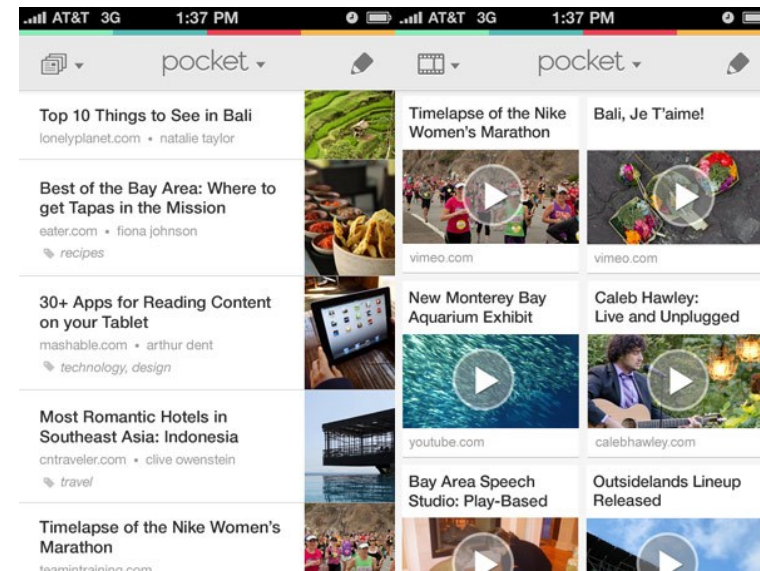 AT&T 3G 1:37 PM
pocket
Top 10 Things to See in Bali
lonelyplanet.com • natalie taylor
Best of the Bay Area: Where to
get Tapas in the Mission
eater.com • fiona johnson
recipes
30+ Apps for Reading Content
on your Tablet
mashable.com • arthur dent
technology, design
Most Romantic Hotels in
Southeast Asia: Indonesia
cntraveler.com • clive owenstein
travel
Timelapse of the Nike Women's
Marathon
teamintraining.com
AT&T 3G 1:37 PM
pocket
Timelapse of the Nike
Women's Marathon
vimeo.com
Bali, Je T'aime!
vimeo.com
New Monterey Bay
Aquarium Exhibit
youtube.com
Caleb Hawley:
Live and Unplugged
calebhawley.com
Bay Area Speech
Studio: Play-Based
Outsidelands Lineup
Released